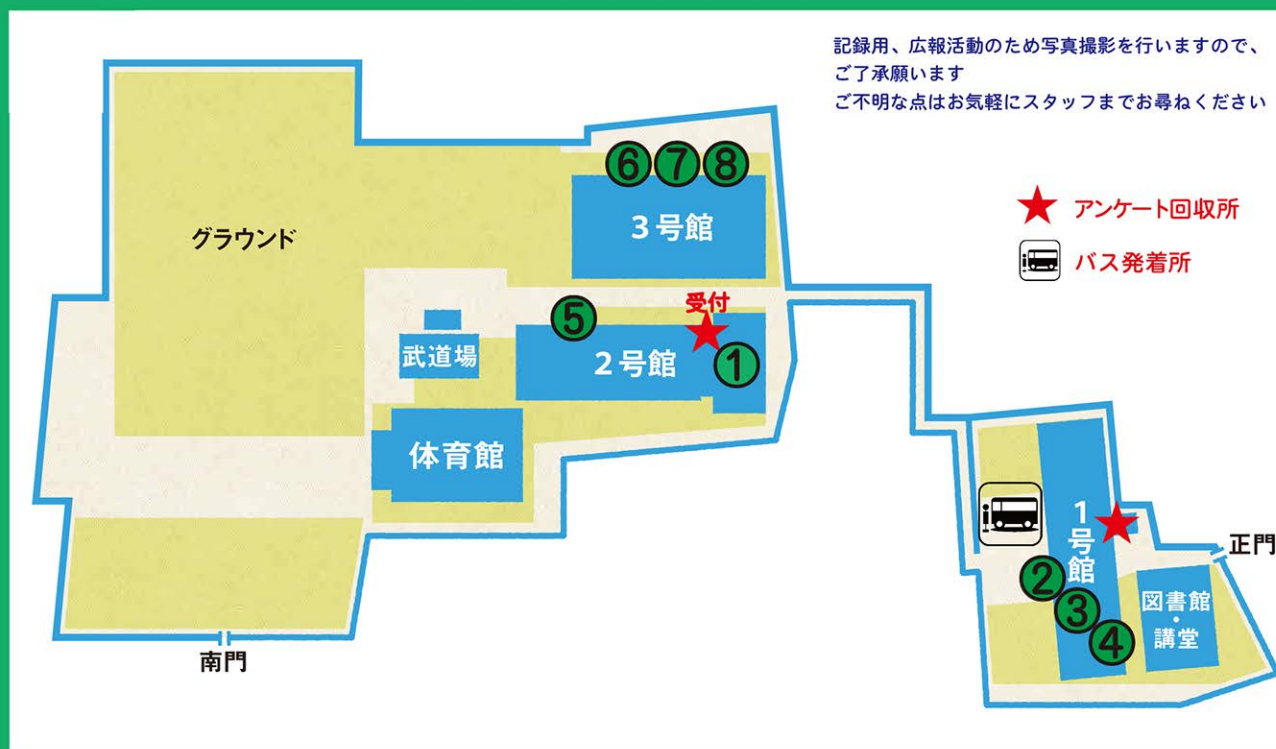 記録用、広報活動のため写真撮影を行いますので、
ご了承願います
ご不明な点はお気軽にスタッフまでお尋ねください
アンケート回収所
バス発着所
グラウンド
⑥⑦⑧
3号館
受付
⑤
2号館
①
武道場
体育館
南門
1号館
②
③
④
正門
図書館
・
講堂